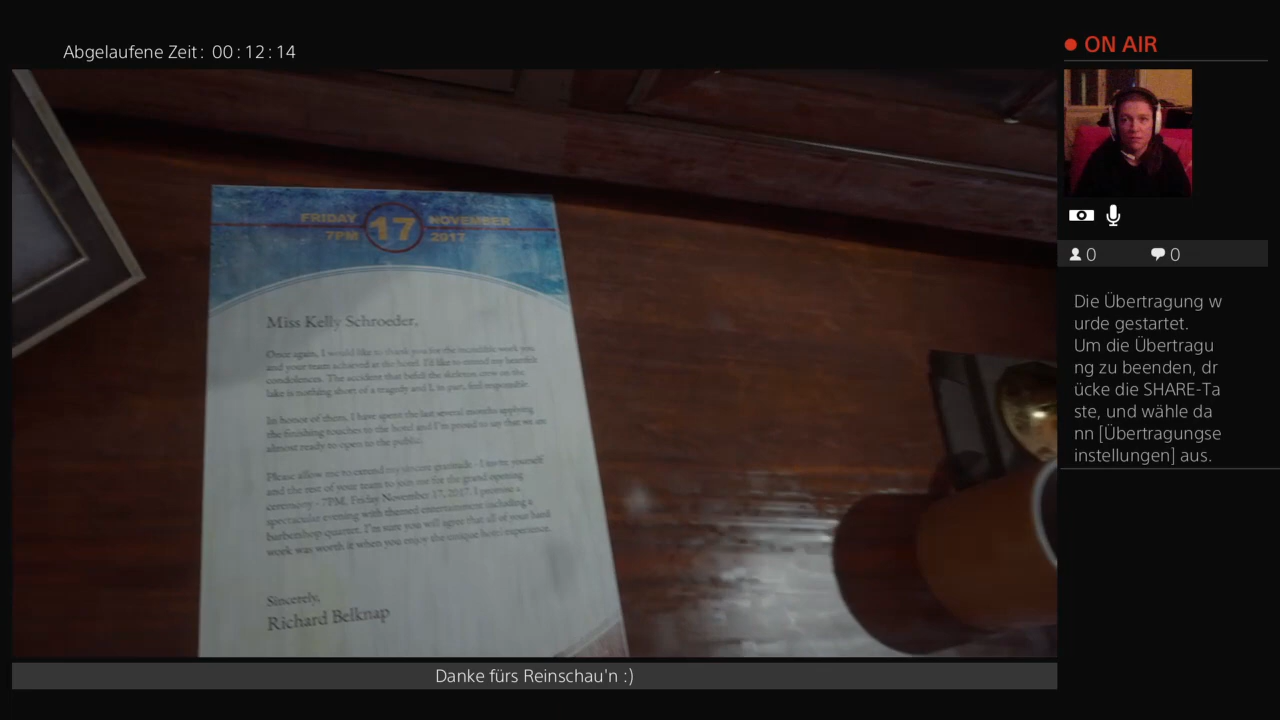 Abgelaufene Zeit: 00:12:14
ON AIR
FRIDAY 17 NOVEMBER
7PM 2017
Miss Kelly Schroeder,
Once again, I would like to thank you for the incredible work you
and your team achieved at the hotel. I'd like to extend my heartfelt
condolences. The accident that befell the skeleton crew on the
lake is nothing short of a tragedy and I, in part, feel responsible.
In honor of them, I have spent the last several months applying
the finishing touches to the hotel and I'm proud to say that we are
almost ready to open to the public.
Please allow me to extend my sincere gratitude - I invite yourself
and the rest of your team to join me for the grand opening
ceremony - 7PM, Friday November 17, 2017. I promise a
spectacular evening with themed entertainment including a
barbershop quartet. I'm sure you will agree that all of your hard
work was worth it when you enjoy the unique hotel experience.
Sincerely,
Richard Belknap
0 0
Die Übertragung w
urde gestartet.
Um die Übertragu
ng zu beenden, dr
ücke die SHARE-Ta
ste, und wähle da
nn [Übertragungse
instellungen] aus.
Danke fürs Reinschau'n :)